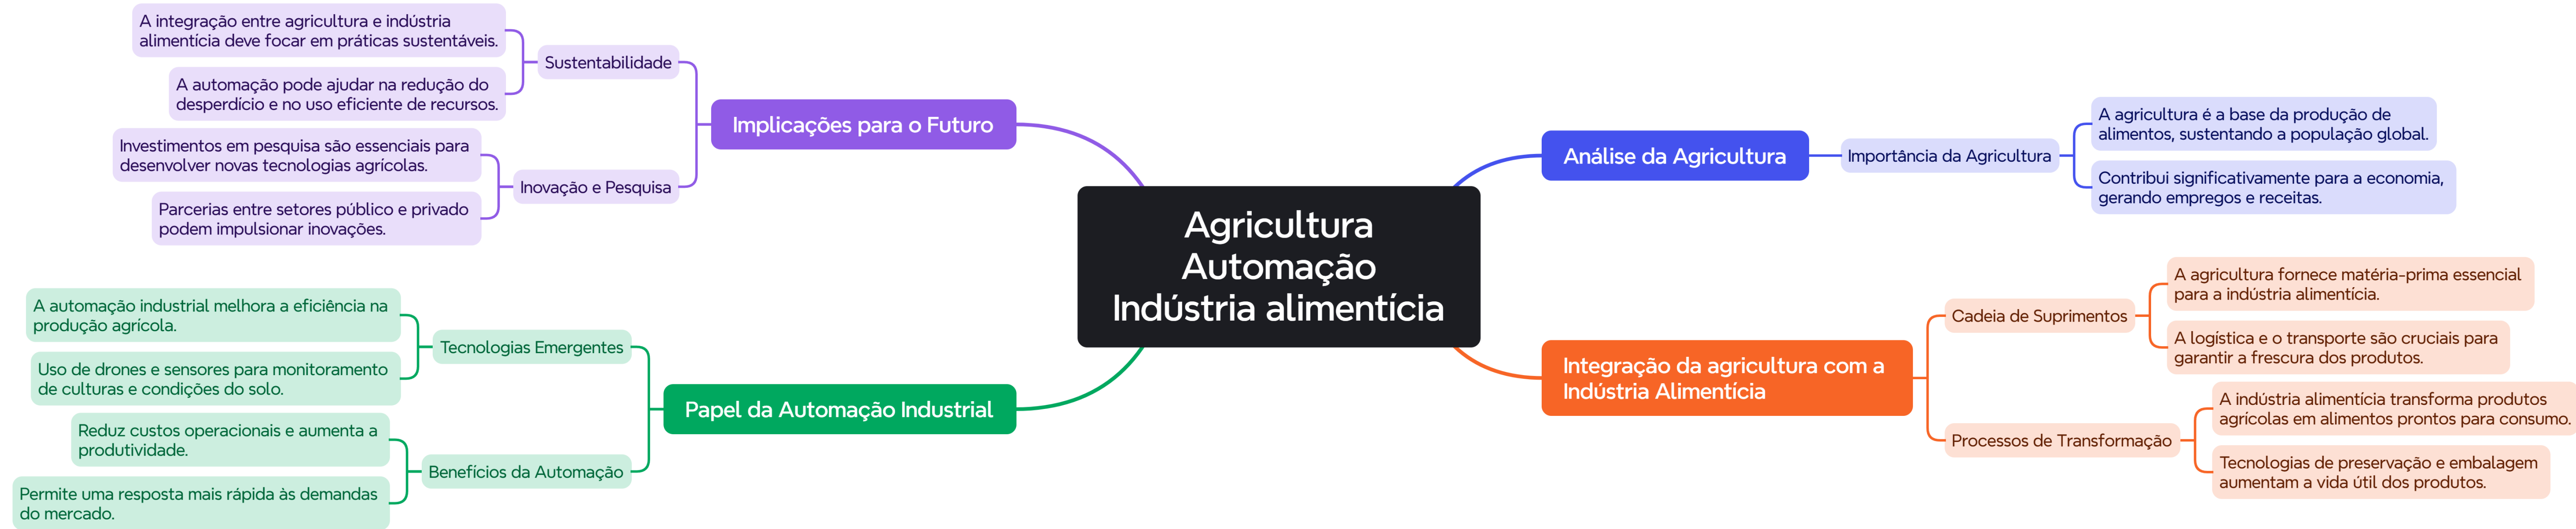 Agricultura
Automação
Indústria alimentícia
Análise da Agricultura
Importância da Agricultura
A agricultura é a base da produção de
alimentos, sustentando a população global.
Contribui significativamente para a economia,
gerando empregos e receitas.
Integração da agricultura com a
Indústria Alimentícia
Cadeia de Suprimentos
A agricultura fornece matéria-prima essencial
para a indústria alimentícia.
A logística e o transporte são cruciais para
garantir a frescura dos produtos.
Processos de Transformação
A indústria alimentícia transforma produtos
agrícolas em alimentos prontos para consumo.
Tecnologias de preservação e embalagem
aumentam a vida útil dos produtos.
Papel da Automação Industrial
Tecnologias Emergentes
A automação industrial melhora a eficiência na
produção agrícola.
Uso de drones e sensores para monitoramento
de culturas e condições do solo.
Benefícios da Automação
Reduz custos operacionais e aumenta a
produtividade.
Permite uma resposta mais rápida às demandas
do mercado.
Implicações para o Futuro
Sustentabilidade
A integração entre agricultura e indústria
alimentícia deve focar em práticas sustentáveis.
A automação pode ajudar na redução do
desperdício e no uso eficiente de recursos.
Inovação e Pesquisa
Investimentos em pesquisa são essenciais para
desenvolver novas tecnologias agrícolas.
Parcerias entre setores público e privado
podem impulsionar inovações.